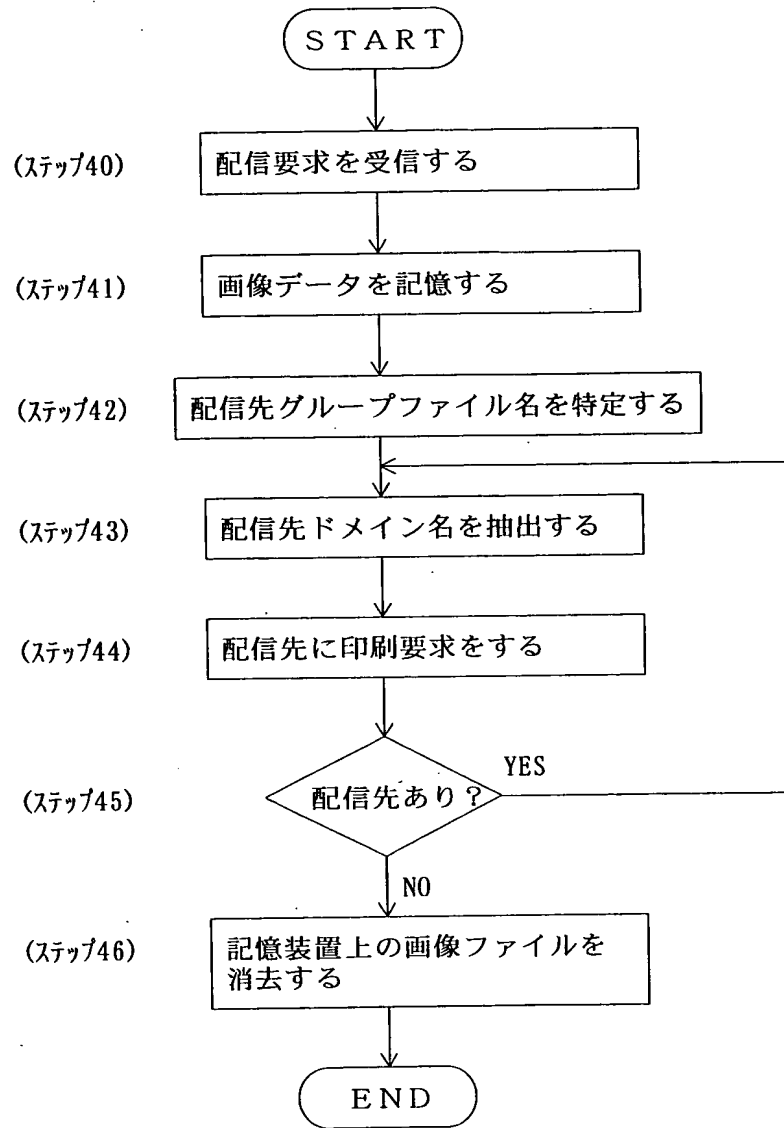 START
(ステップ40)
配信要求を受信する
(ステップ41)
画像データを記憶する
(ステップ42)
配信先グループファイル名を特定する
(ステップ43)
配信先ドメイン名を抽出する
(ステップ44)
配信先に印刷要求をする
(ステップ45)
配信先あり?
YES
NO
(ステップ46)
記憶装置上の画像ファイルを
消去する
END